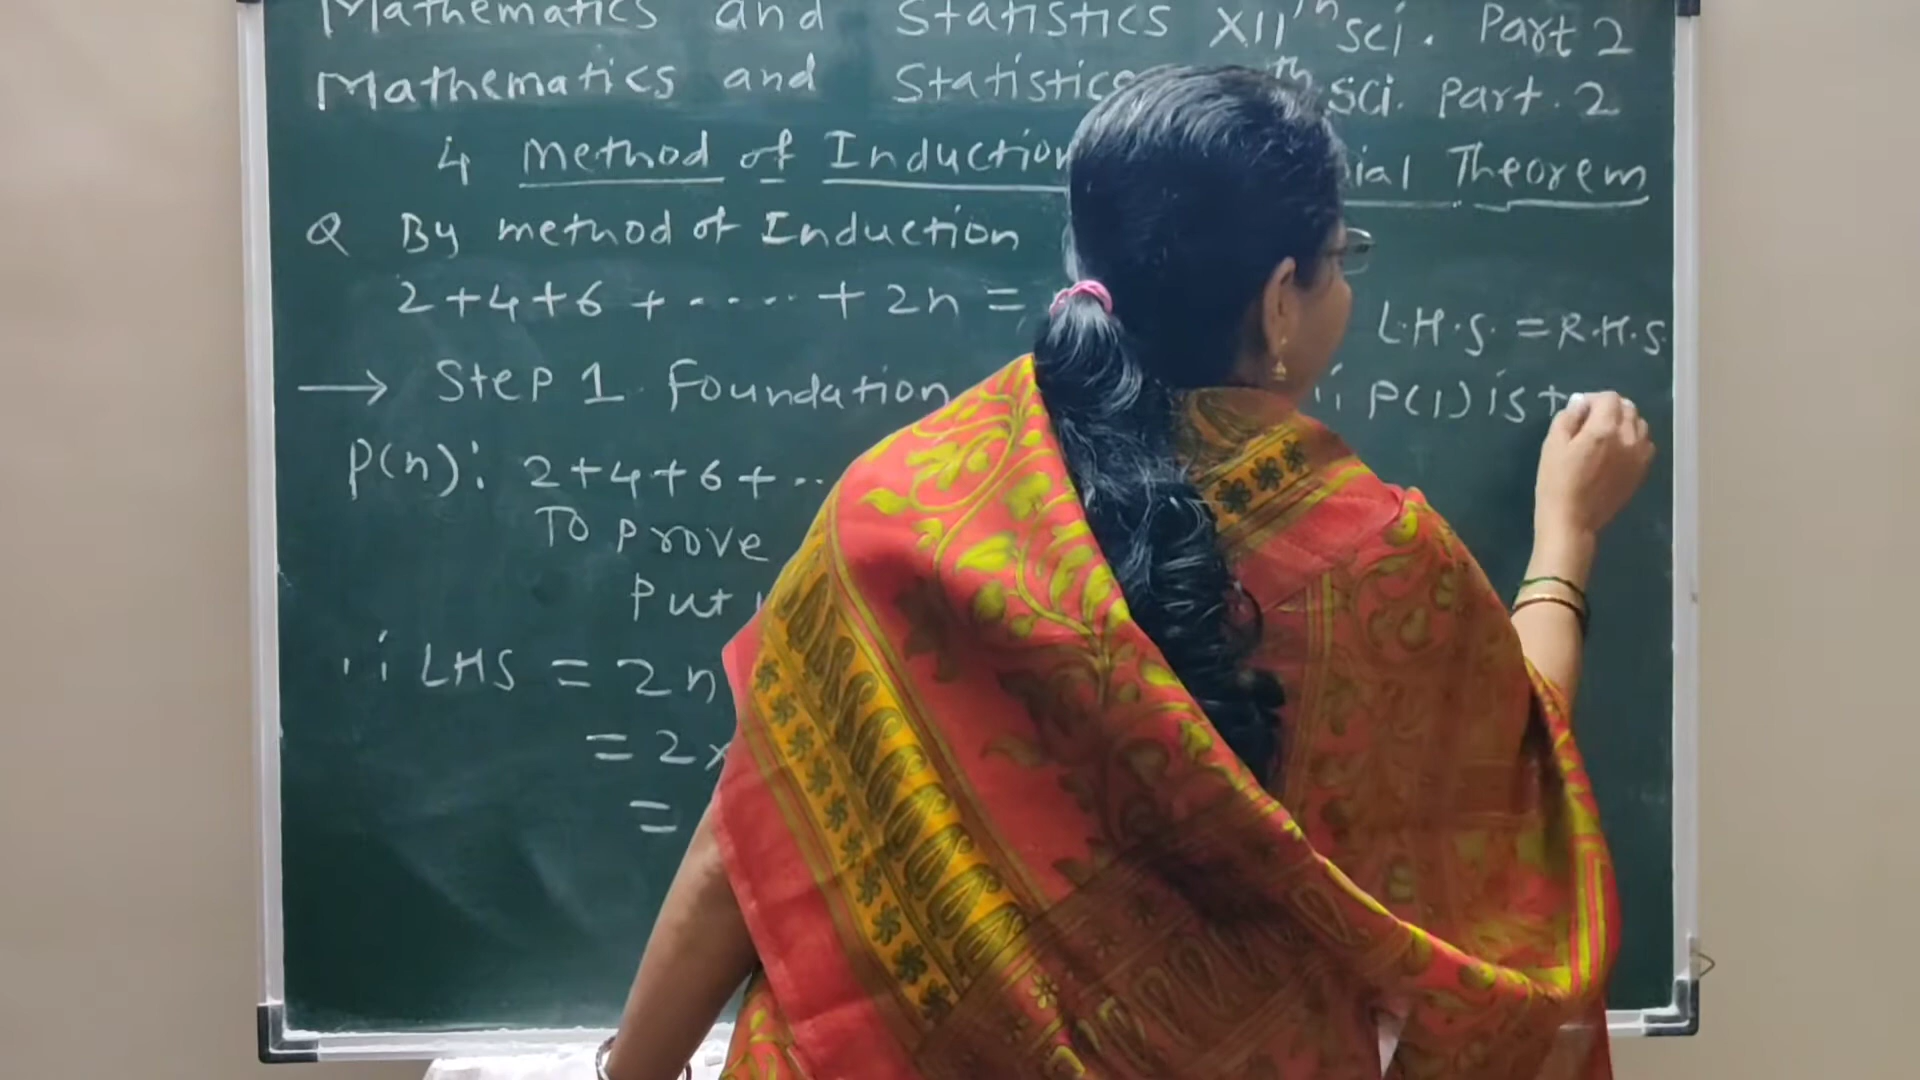 Mathematics and Statistics XIIth sci. Part 2
Mathematics and Statistics th Sci. Part. 2
4 Method of Induction ial Theorem
Q By method of Induction
2+4+6+.....+2n =
→ Step 1 Foundation
P(n): 2+4+6+..
To prove
Put
∴ LHS = 2n
= 2×
=
L.H.S. = R.H.S.
∴ P(1) is t